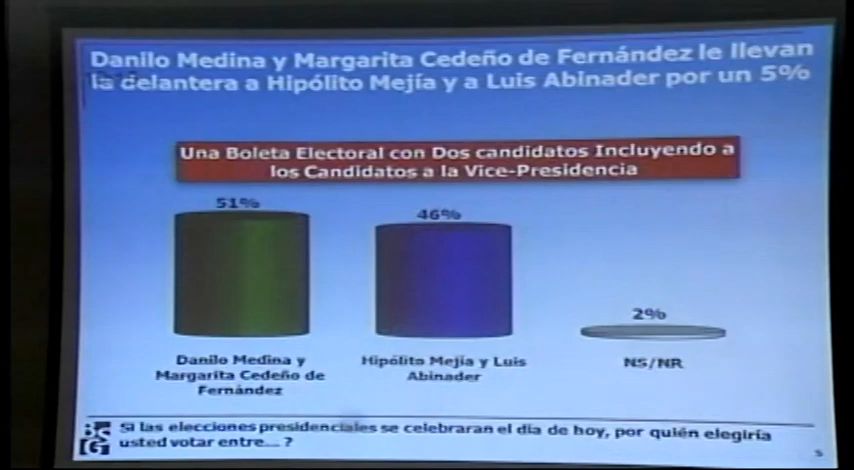 Danilo Medina y Margarita Cedeño de Fernández le llevan
la delantera a Hipólito Mejía y a Luis Abinader por un 5%
Una Boleta Electoral con Dos candidatos Incluyendo a
los Candidatos a la Vice-Presidencia
51%
46%
2%
Danilo Medina y
Margarita Cedeño de
Fernández
Hipólito Mejía y Luis
Abinader
NS/NR
BSG
Si las elecciones presidenciales se celebraran el día de hoy, por quién elegiría
usted votar entre... ?
5